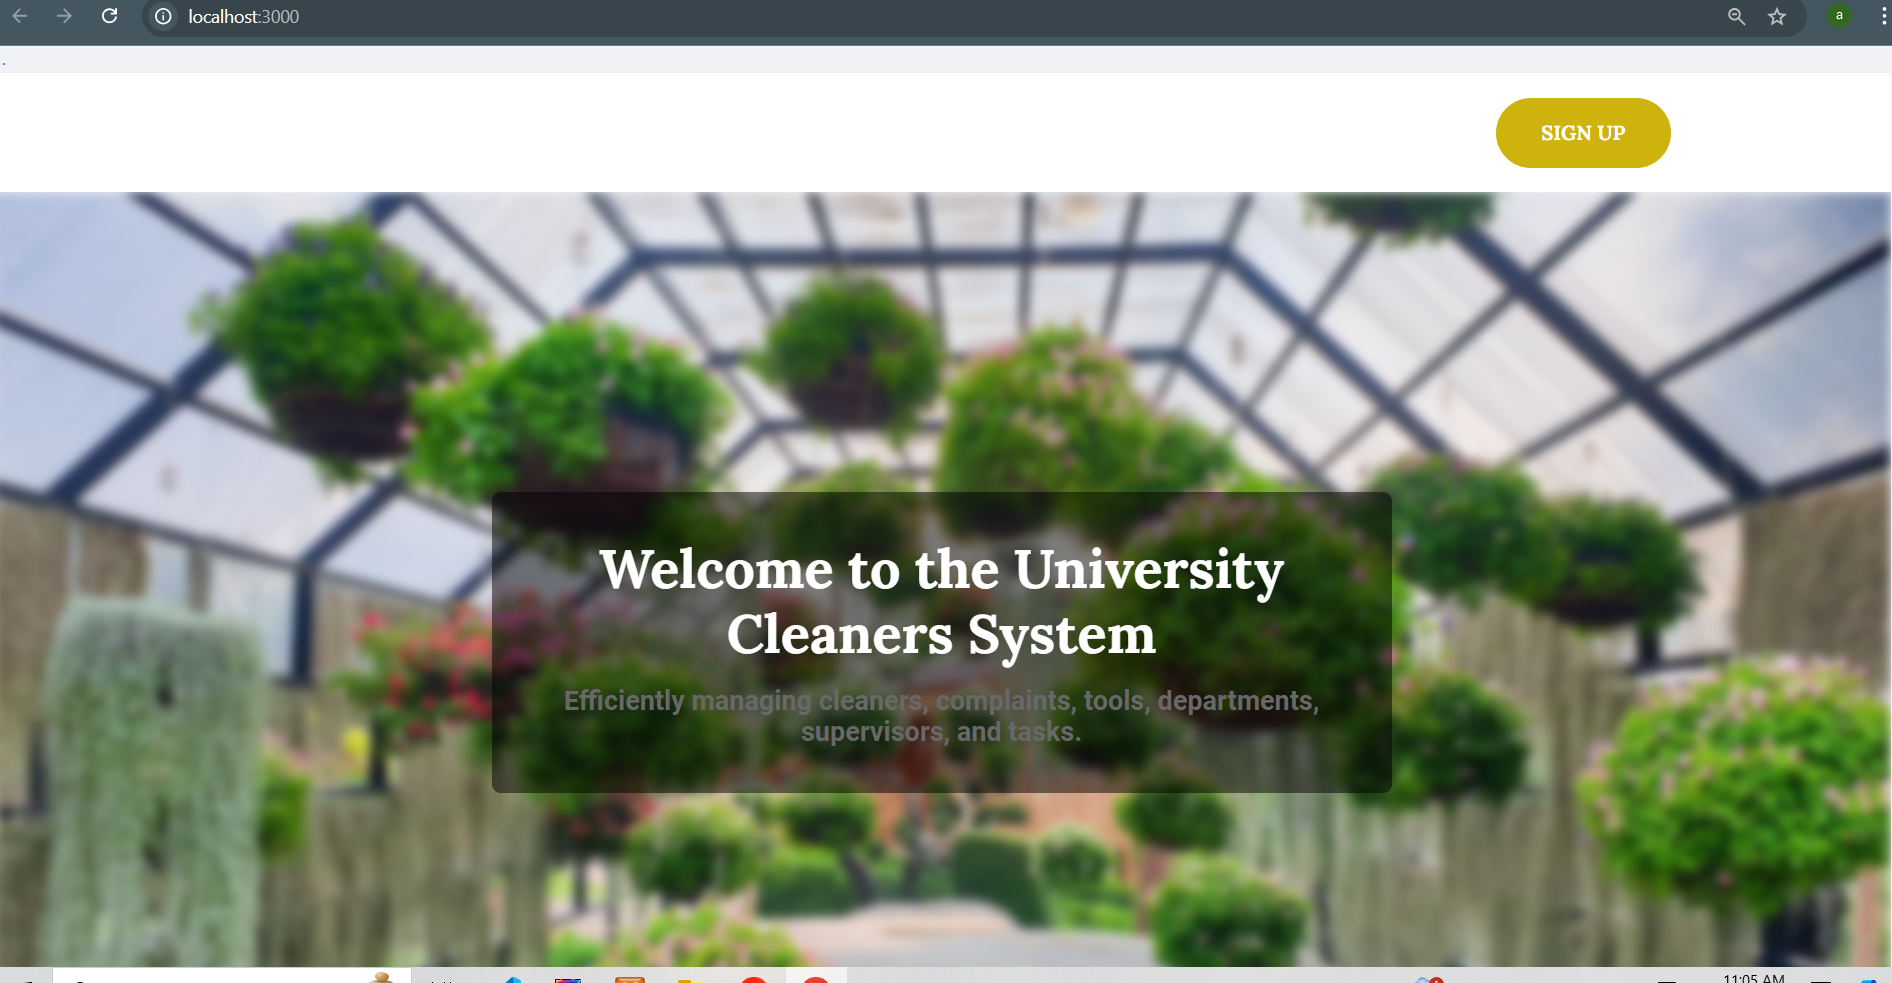 localhost:3000
a
..
SIGN UP
Welcome to the University
Cleaners System
Efficiently managing cleaners, complaints, tools, departments,
supervisors, and tasks.
11:05 AM